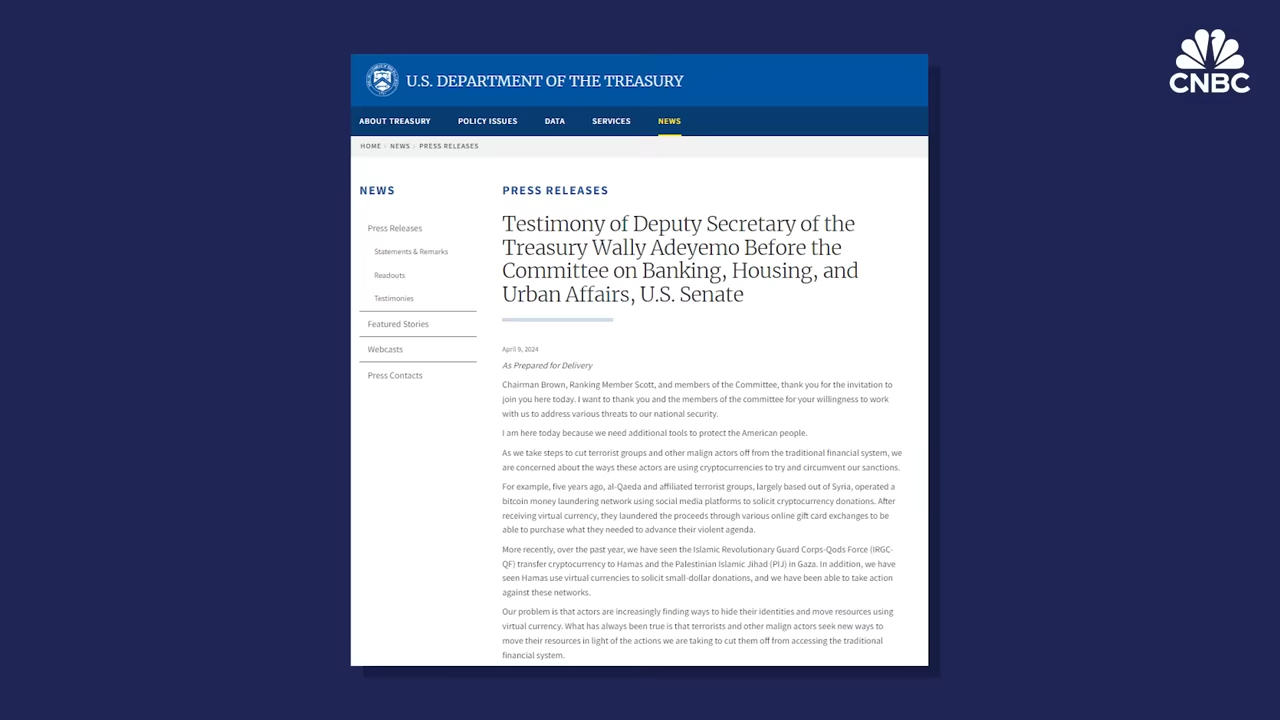 CNBC
U.S. DEPARTMENT OF THE TREASURY
ABOUT TREASURY POLICY ISSUES DATA SERVICES NEWS
HOME › NEWS › PRESS RELEASES
NEWS
Press Releases
Statements & Remarks
Readouts
Testimonies
Featured Stories
Webcasts
Press Contacts
PRESS RELEASES
Testimony of Deputy Secretary of the
Treasury Wally Adeyemo Before the
Committee on Banking, Housing, and
Urban Affairs, U.S. Senate
April 9, 2024
As Prepared for Delivery
Chairman Brown, Ranking Member Scott, and members of the Committee, thank you for the invitation to
join you here today. I want to thank you and the members of the committee for your willingness to work
with us to address various threats to our national security.
I am here today because we need additional tools to protect the American people.
As we take steps to cut terrorist groups and other malign actors off from the traditional financial system, we
are concerned about the ways these actors are using cryptocurrencies to try and circumvent our sanctions.
For example, five years ago, al-Qaeda and affiliated terrorist groups, largely based out of Syria, operated a
bitcoin money laundering network using social media platforms to solicit cryptocurrency donations. After
receiving virtual currency, they laundered the proceeds through various online gift card exchanges to be
able to purchase what they needed to advance their violent agenda.
More recently, over the past year, we have seen the Islamic Revolutionary Guard Corps-Qods Force (IRGC-
QF) transfer cryptocurrency to Hamas and the Palestinian Islamic Jihad (PIJ) in Gaza. In addition, we have
seen Hamas use virtual currencies to solicit small-dollar donations, and we have been able to take action
against these networks.
Our problem is that actors are increasingly finding ways to hide their identities and move resources using
virtual currency. What has always been true is that terrorists and other malign actors seek new ways to
move their resources in light of the actions we are taking to cut them off from accessing the traditional
financial system.